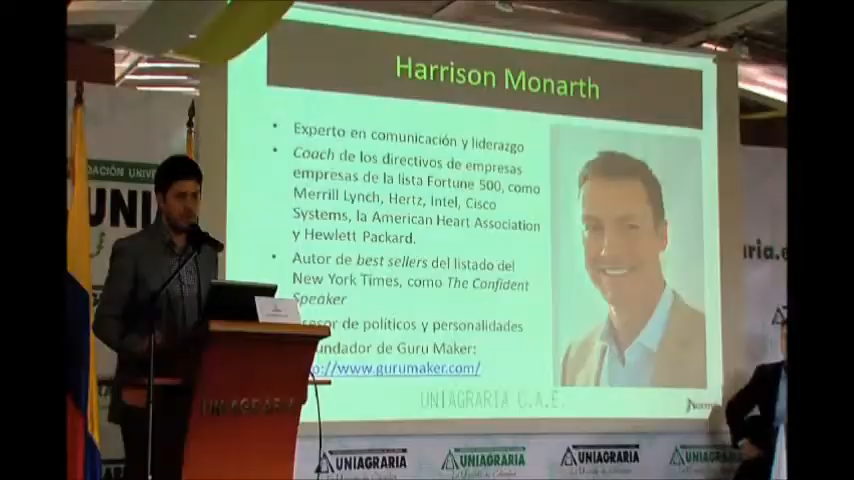 Harrison Monarth
• Experto en comunicación y liderazgo
• Coach de los directivos de empresas
empresas de la lista Fortune 500, como
Merrill Lynch, Hertz, Intel, Cisco
Systems, la American Heart Association
y Hewlett Packard.
• Autor de best sellers del listado de
New York Times, como The Confident
Speaker
de políticos y personalidades
de Guru Maker:
://www.gurumaker.com/
UNIAGRARIA C.A.E.
UNIAGRARIA
UNIAGRARIA
UNIAGRARIA
UNIAGRARIA
UNIAGRARIA